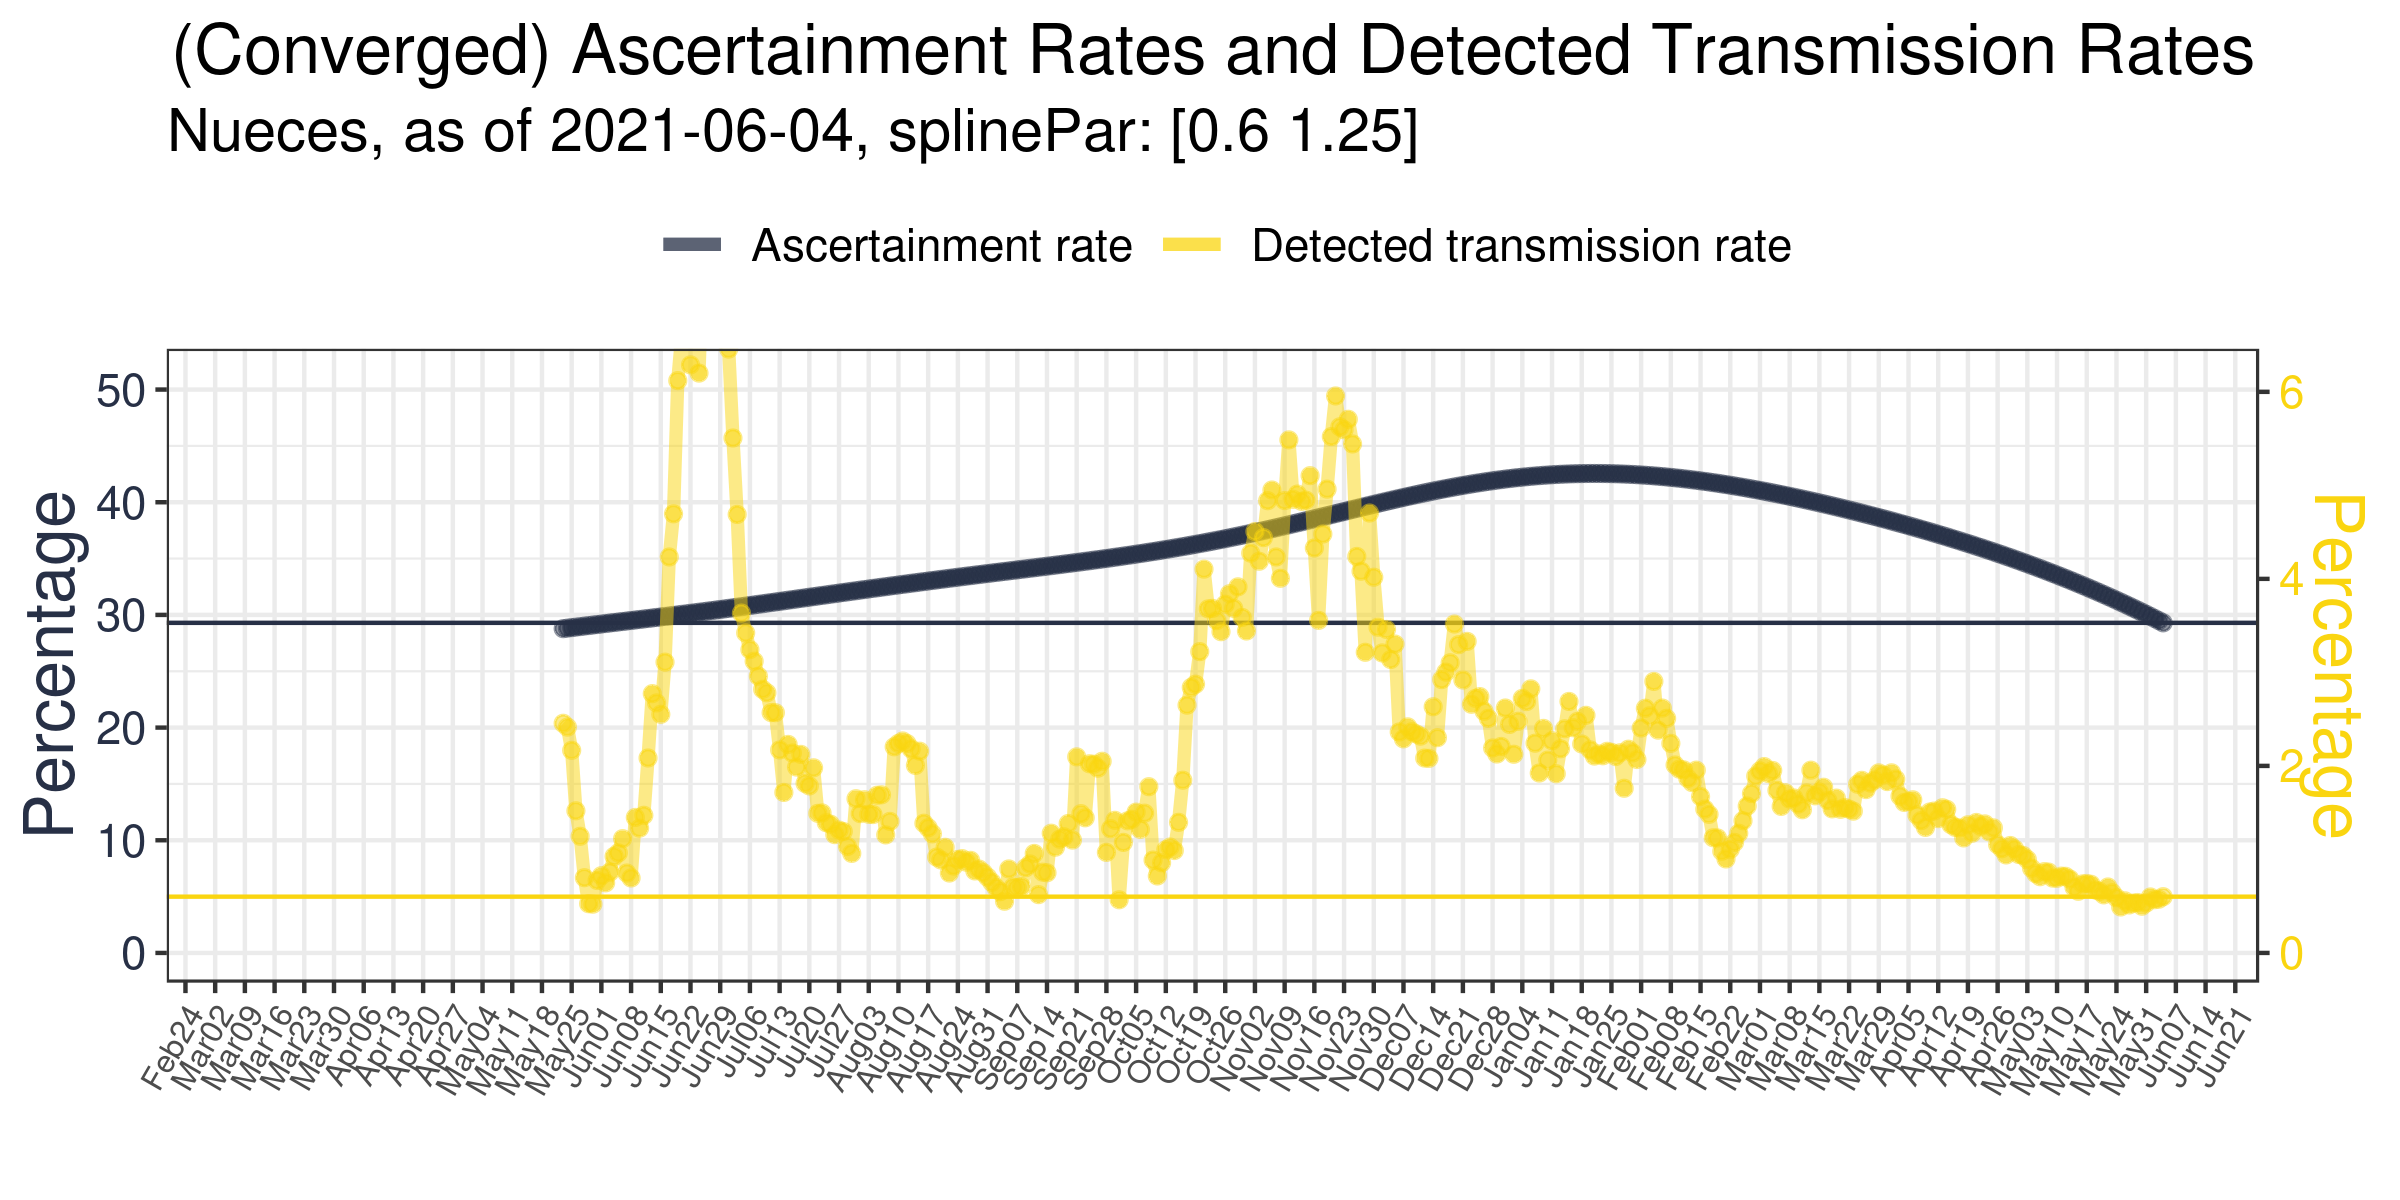 (Converged) Ascertainment Rates and Detected Transmission Rates
Nueces, as of 2021-06-04, splinePar: [0.6 1.25]
Ascertainment rate Detected transmission rate
Percentage
50
40
30
20
10
0
6
4
2
0
Percentage
Feb24 Mar02 Mar09 Mar16 Mar23 Mar30 Apr06 Apr13 Apr20 Apr27 May04 May11 May18 May25 Jun01 Jun08 Jun15 Jun22 Jun29 Jul06 Jul13 Jul20 Jul27 Aug03 Aug10 Aug17 Aug24 Aug31 Sep07 Sep14 Sep21 Sep28 Oct05 Oct12 Oct19 Oct26 Nov02 Nov09 Nov16 Nov23 Nov30 Dec07 Dec14 Dec21 Dec28 Jan04 Jan11 Jan18 Jan25 Feb01 Feb08 Feb15 Feb22 Mar01 Mar08 Mar15 Mar22 Mar29 Apr05 Apr12 Apr19 Apr26 May03 May10 May17 May24 May31 Jun07 Jun14 Jun21